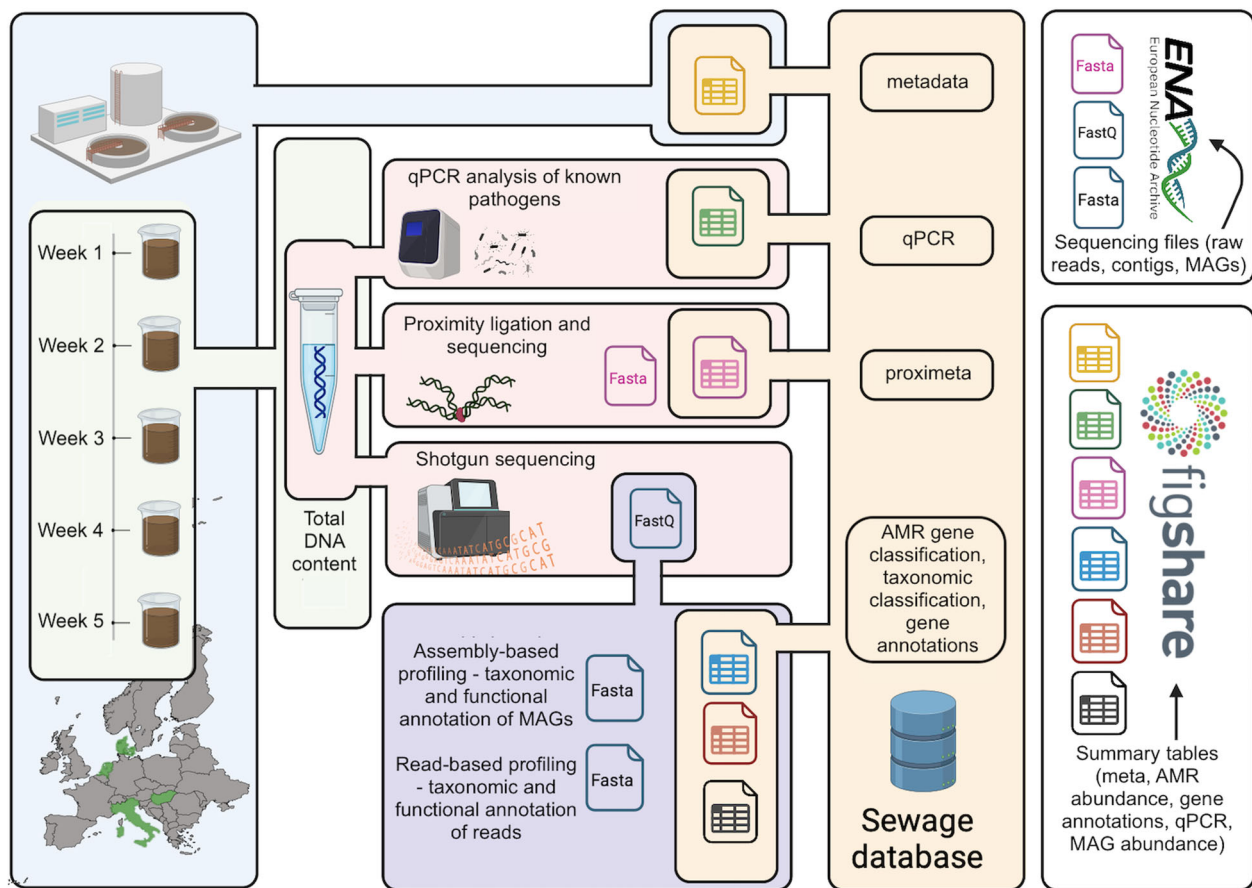 Week 1
Week 2
Week 3
Week 4
Week 5
Total
DNA
content
qPCR analysis of known
pathogens
Proximity ligation and
sequencing
Fasta
Shotgun sequencing
FastQ
Assembly-based
profiling - taxonomic
and functional
annotation of MAGs
Fasta
Read-based profiling
- taxonomic and
functional annotation
of reads
Fasta
metadata
qPCR
proximeta
AMR gene
classification,
taxonomic
classification,
gene
annotations
Sewage
database
Fasta
FastQ
Fasta
ENA
European Nucleotide Archive
Sequencing files (raw
reads, contigs, MAGs)
figshare
Summary tables
(meta, AMR
abundance, gene
annotations, qPCR,
MAG abundance)